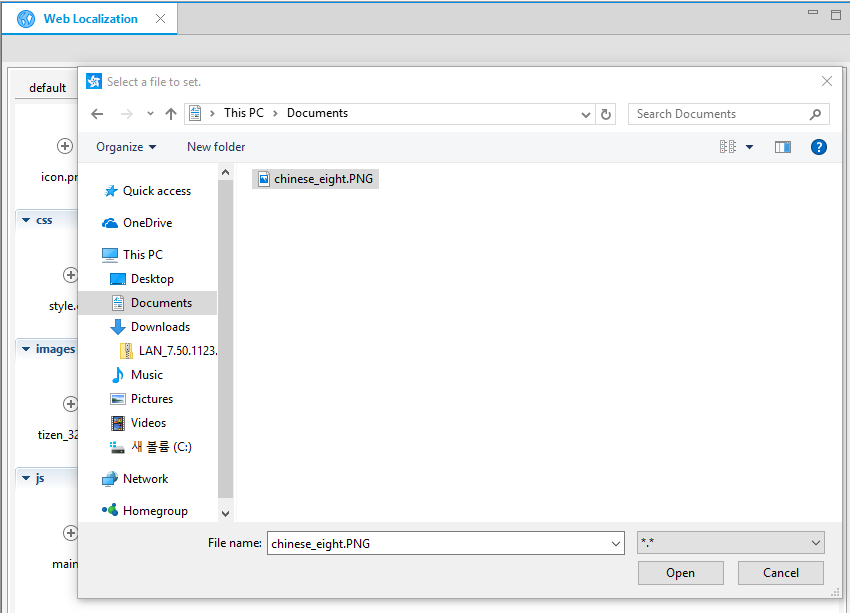 Web Localization
default
icon.pr
css
style.
images
tizen_32
js
main
Select a file to set.
This PC > Documents
Search Documents
Organize
New folder
Quick access
OneDrive
This PC
Desktop
Documents
Downloads
LAN_7.50.1123.
Music
Pictures
Videos
새 볼륨 (C:)
Network
Homegroup
chinese_eight.PNG
File name: chinese_eight.PNG
*.*
Open
Cancel